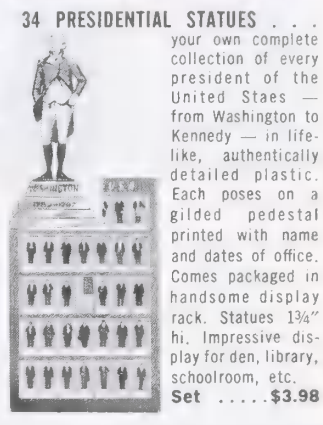 34 PRESIDENTIAL STATUES . . .
your own complete
collection of every
president of the
United Staes —
from Washington to
Kennedy — in life-
like, authentically
detailed plastic.
Each poses on a
gilded pedestal
printed with name
and dates of office.
Comes packaged in
handsome display
rack. Statues 1¾″
hi. Impressive dis-
play for den, library,
schoolroom, etc.
Set . . . . . $3.98
WASHINGTON